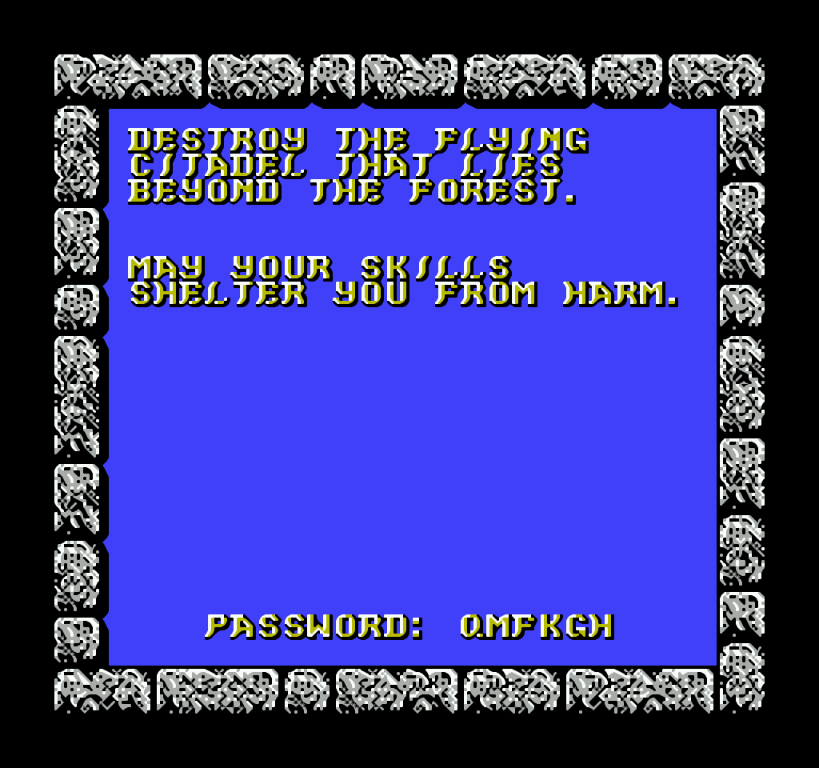 DESTROY THE FLYING
CITADEL THAT LIES
BEYOND THE FOREST.
MAY YOUR SKILLS
SHELTER YOU FROM HARM.
PASSWORD: QMFKGH